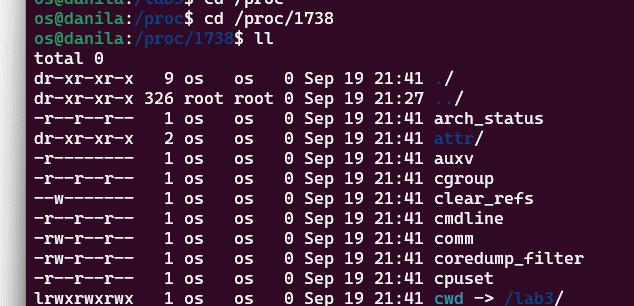 os@danila:/lab3$ cd /proc
os@danila:/proc$ cd /proc/1738
os@danila:/proc/1738$ ll
total 0
dr-xr-xr-x   9 os   os   0 Sep 19 21:41 ./
dr-xr-xr-x 326 root root 0 Sep 19 21:27 ../
-r--r--r--   1 os   os   0 Sep 19 21:41 arch_status
dr-xr-xr-x   2 os   os   0 Sep 19 21:41 attr/
-r--------   1 os   os   0 Sep 19 21:41 auxv
-r--r--r--   1 os   os   0 Sep 19 21:41 cgroup
--w-------   1 os   os   0 Sep 19 21:41 clear_refs
-r--r--r--   1 os   os   0 Sep 19 21:41 cmdline
-rw-r--r--   1 os   os   0 Sep 19 21:41 comm
-rw-r--r--   1 os   os   0 Sep 19 21:41 coredump_filter
-r--r--r--   1 os   os   0 Sep 19 21:41 cpuset
lrwxrwxrwx   1 os   os   0 Sep 19 21:41 cwd -> /lab3/